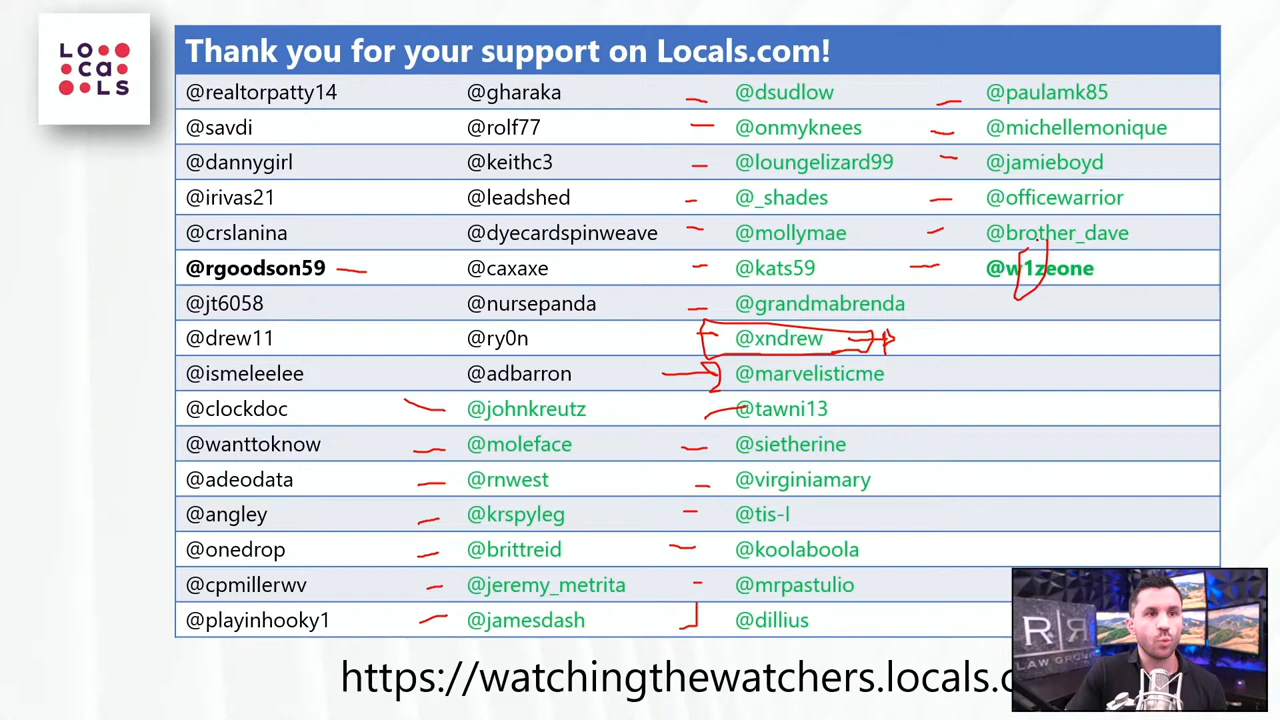 LO
ca
LS
Thank you for your support on Locals.com!
@realtorpatty14 @gharaka @dsudlow @paulamk85
@savdi @rolf77 @onmyknees @michellemonique
@dannygirl @keithc3 @loungelizard99 @jamieboyd
@irivas21 @leadshed @_shades @officewarrior
@crslanina @dyecardspinweave @mollymae @brother_dave
@rgoodson59 @caxaxe @kats59 @w1zeone
@jt6058 @nursepanda @grandmabrenda
@drew11 @ry0n @xndrew
@ismeleelee @adbarron @marvelisticme
@clockdoc @johnkreutz @tawni13
@wanttoknow @moleface @sietherine
@adeodata @rnwest @virginiamary
@angley @krspyleg @tis-l
@onedrop @brittreid @koolaboola
@cpmillerwv @jeremy_metrita @mrpastulio
@playinhooky1 @jamesdash @dillius
https://watchingthewatchers.locals.c
R R
LAW GROUP